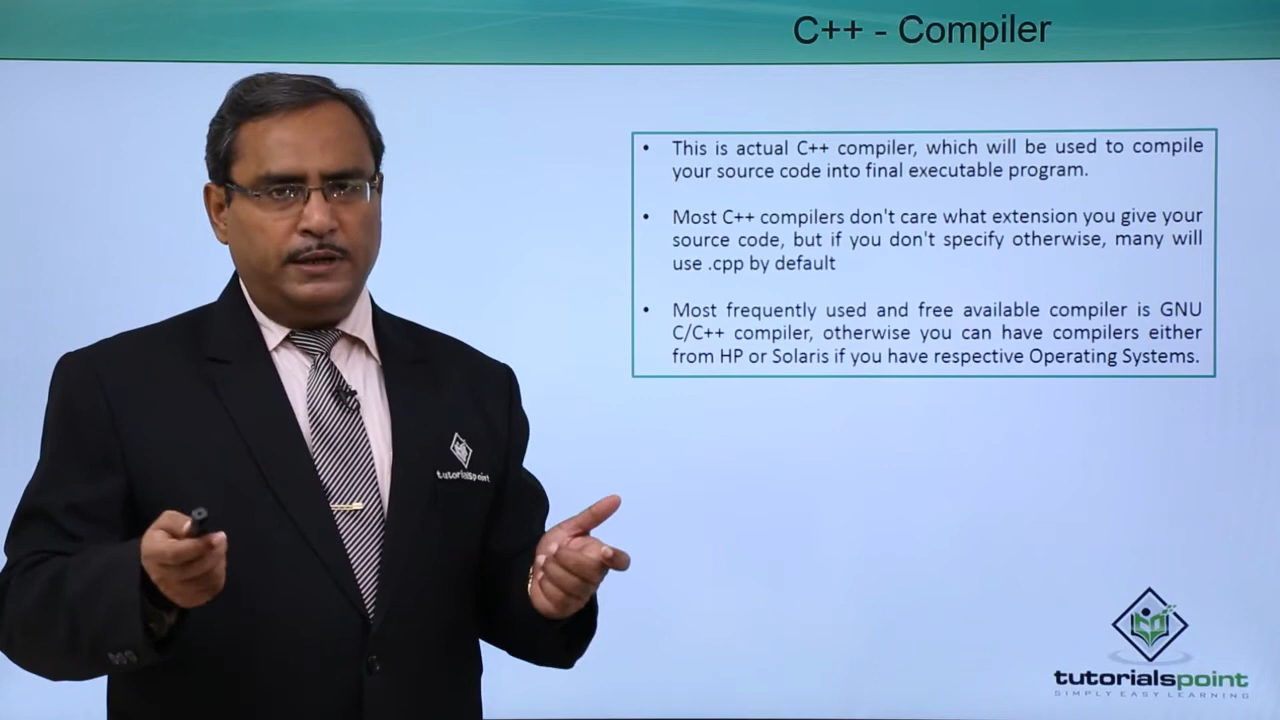 C++ - Compiler
• This is actual C++ compiler, which will be used to compile
your source code into final executable program.
• Most C++ compilers don't care what extension you give your
source code, but if you don't specify otherwise, many will
use .cpp by default
• Most frequently used and free available compiler is GNU
C/C++ compiler, otherwise you can have compilers either
from HP or Solaris if you have respective Operating Systems.
tutorialspoint
tutorialspoint
SIMPLY EASY LEARNING